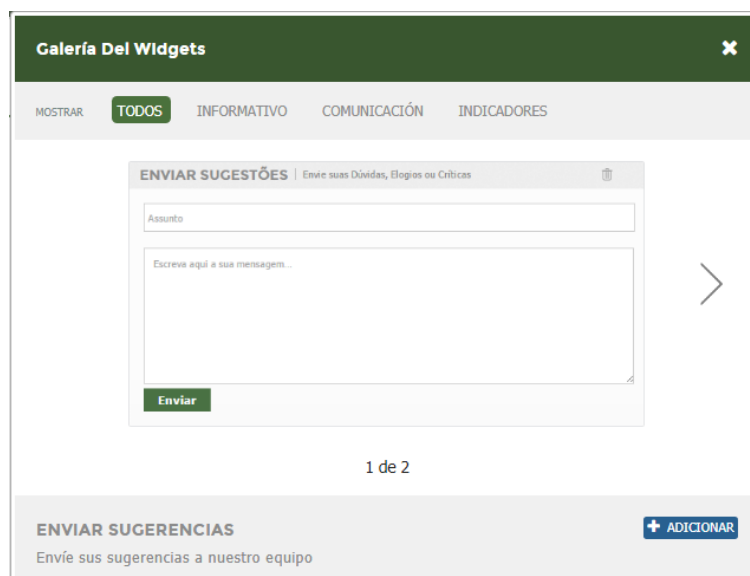 Galería Del Widgets
MOSTRAR TODOS INFORMATIVO COMUNICACIÓN INDICADORES
ENVIAR SUGESTÕES | Envie suas Dúvidas, Elogios ou Críticas
Assunto
Escreva aqui a sua mensagem...
Enviar
1 de 2
ENVIAR SUGERENCIAS
+ ADICIONAR
Envíe sus sugerencias a nuestro equipo